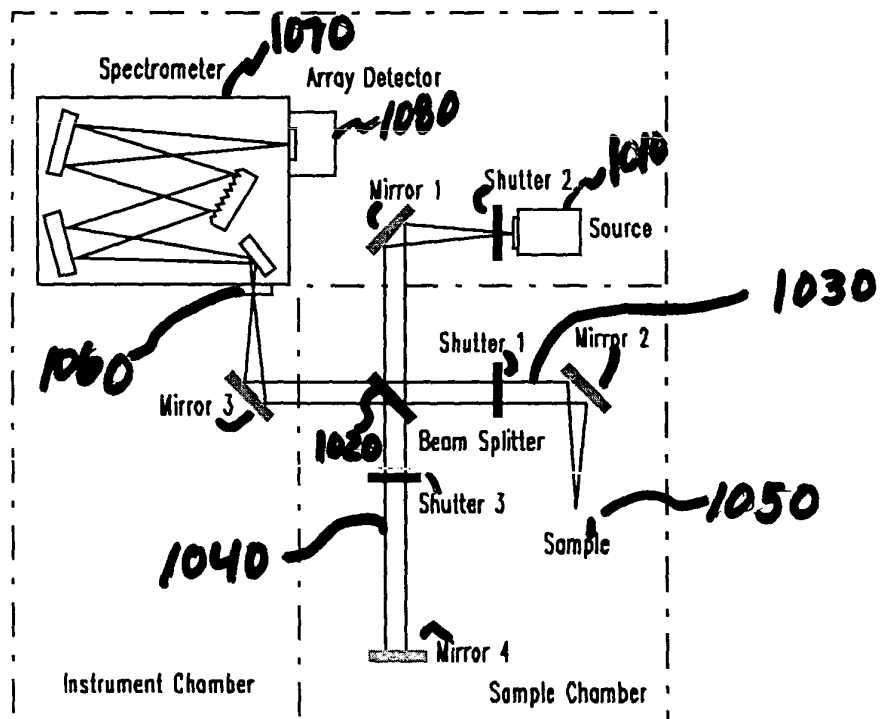 1070
Spectrometer
Array Detector
1080
1010
Mirror 1
Shutter 2
Source
1030
Shutter 1
Mirror 2
1060
Mirror 3
1020
Beam Splitter
Shutter 3
1050
Sample
1040
Mirror 4
Instrument Chamber
Sample Chamber